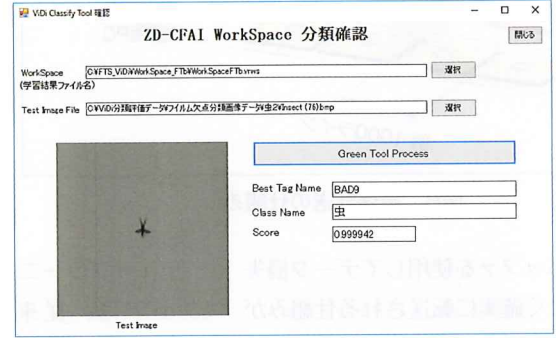 ViDi Classify Tool 確認
ZD-CFAI WorkSpace 分類確認
閉じる
WorkSpace
(学習結果ファイル名)
C:¥FTS_ViDi¥WorkSpace_FTb¥WorkSpaceFTb.vrws
選択
Test Image File
C:¥ViDi分類評価データ¥フイルム欠点分類画像データ¥虫2¥Insect (76).bmp
選択
Green Tool Process
Best Tag Name
BAD9
Class Name
虫
Score
0.999942
Test Image